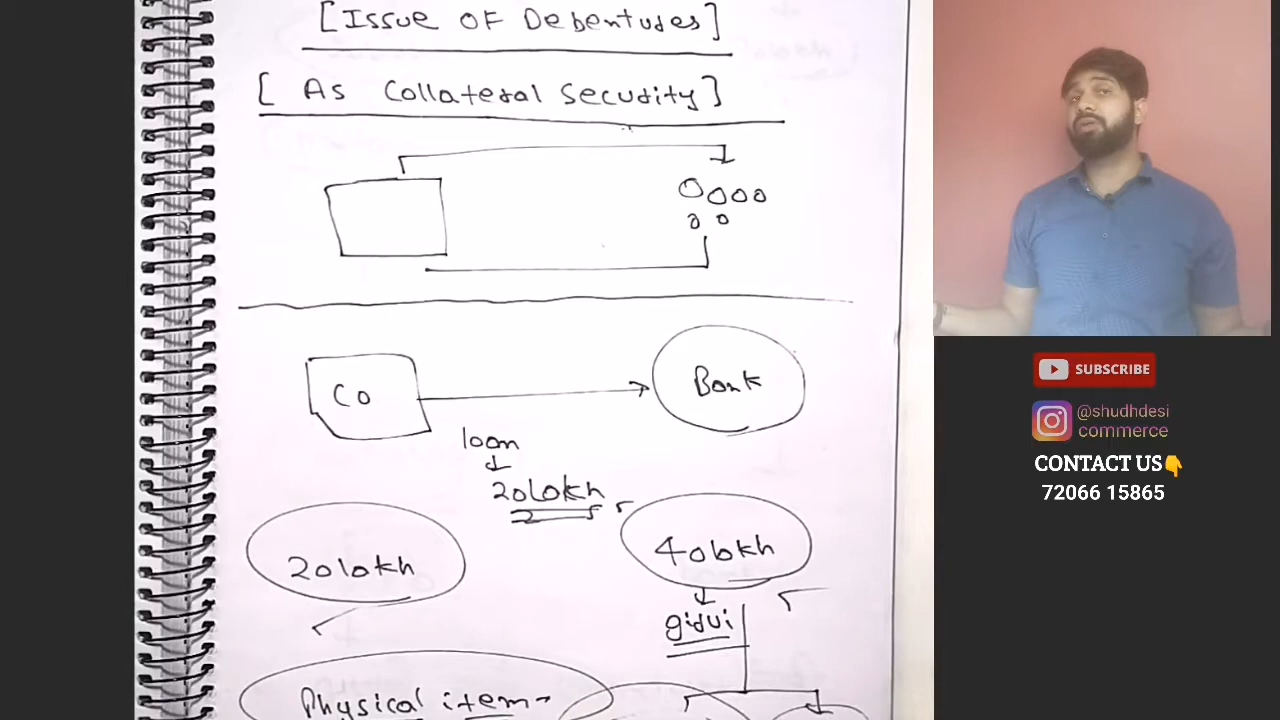 [Issue OF Debentures]
[As Collateral Security]
Co
Bank
loan
20lakh
20lakh
40lakh
girvi
Physical item
SUBSCRIBE
@shudhdesi
commerce
CONTACT US👇
72066 15865